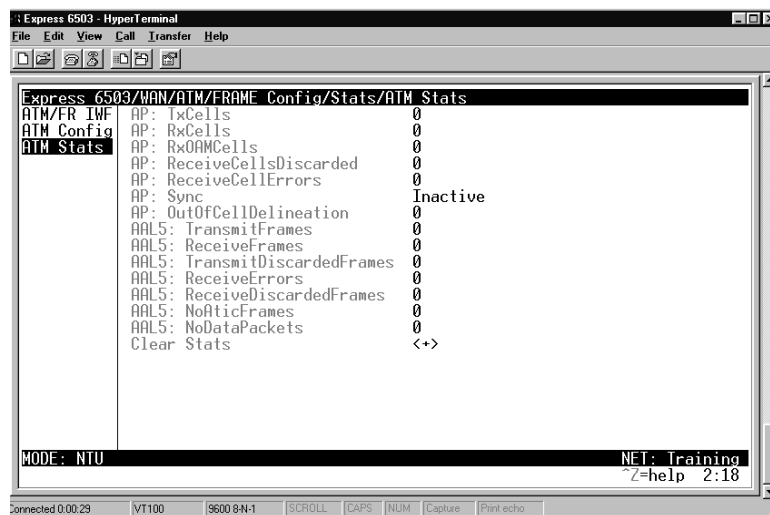 Express 6503 - HyperTerminal
File Edit View Call Transfer Help
Express 6503/WAN/ATM/FRAME Config/Stats/ATM Stats
ATM/FR IWF AP: TxCells 0
ATM Config AP: RxCells 0
ATM Stats AP: RxOAMCells 0
AP: ReceiveCellsDiscarded 0
AP: ReceiveCellErrors 0
AP: Sync Inactive
AP: OutOfCellDelineation 0
AAL5: TransmitFrames 0
AAL5: ReceiveFrames 0
AAL5: TransmitDiscardedFrames 0
AAL5: ReceiveErrors 0
AAL5: ReceiveDiscardedFrames 0
AAL5: NoAticFrames 0
AAL5: NoDataPackets 0
Clear Stats <+>
MODE: NTU NET: Training
^Z=help 2:18
Connected 0:00:29 VT100 9600 8-N-1 SCROLL CAPS NUM Capture Print echo